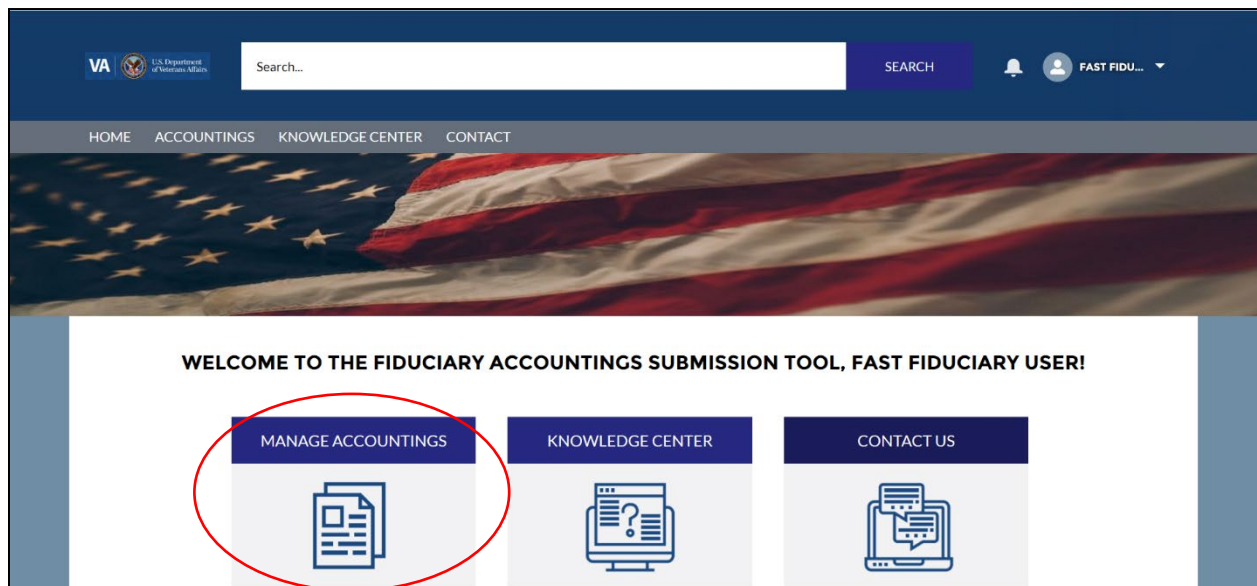 VA
U.S. Department
of Veterans Affairs
Search...
SEARCH
FAST FIDU...
HOME ACCOUNTINGS KNOWLEDGE CENTER CONTACT
WELCOME TO THE FIDUCIARY ACCOUNTINGS SUBMISSION TOOL, FAST FIDUCIARY USER!
MANAGE ACCOUNTINGS
KNOWLEDGE CENTER
CONTACT US
?